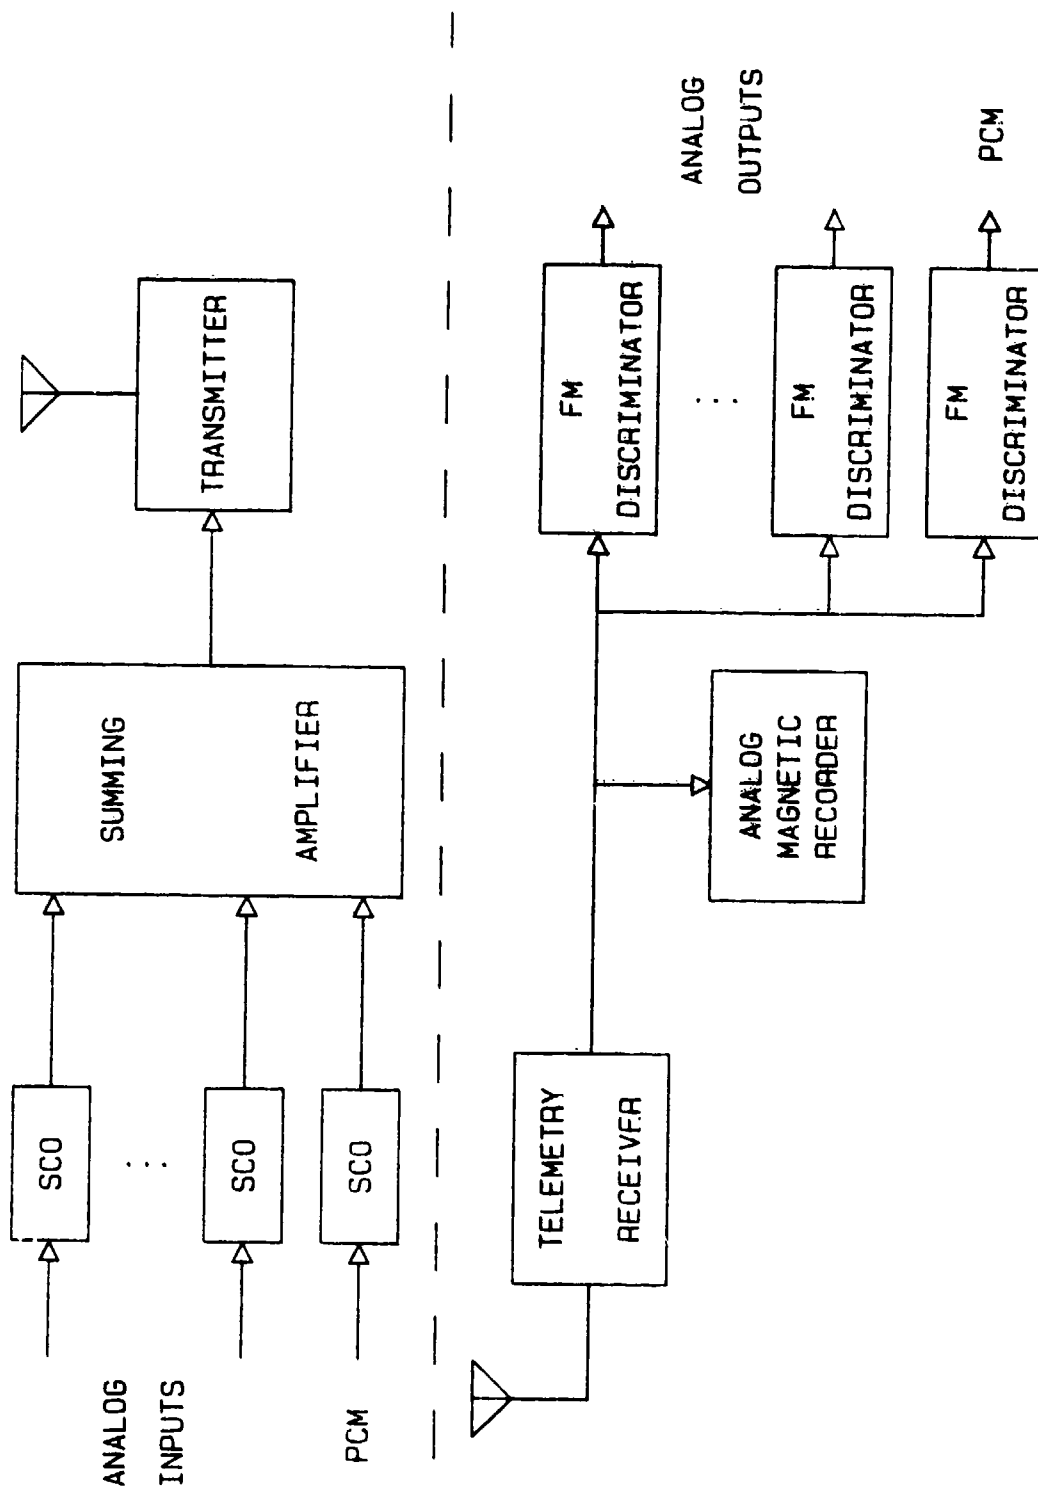 ANALOG
INPUTS
PCM
SCO
...
SCO
SCO
SUMMING
AMPLIFIER
TRANSMITTER
TELEMETRY
RECEIVER
ANALOG
MAGNETIC
RECORDER
FM
DISCRIMINATOR
...
FM
DISCRIMINATOR
FM
DISCRIMINATOR
ANALOG
OUTPUTS
PCM